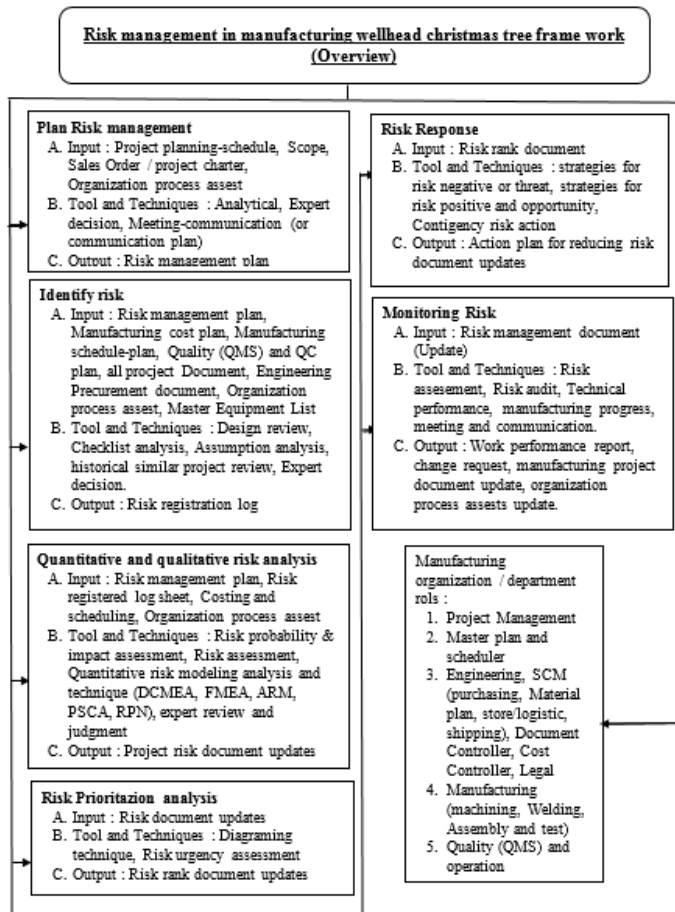 Risk management in manufacturing wellhead christmas tree frame work
(Overview)
Plan Risk management
A. Input : Project planning-schedule, Scope,
Sales Order / project charter,
Organization process assest
B. Tool and Techniques : Analytical, Expert
decision, Meeting-communication (or
communication plan)
C. Output : Risk management plan
Identify risk
A. Input : Risk management plan,
Manufacturing cost plan, Manufacturing
schedule-plan, Quality (QMS) and QC
plan, all procject Document, Engineering
Procurement document, Organization
process assest, Master Equipment List
B. Tool and Techniques : Design review,
Checklist analysis, Assumption analysis,
historical similar project review, Expert
decision.
C. Output : Risk registration log
Quantitative and qualitative risk analysis
A. Input : Risk management plan, Risk
registered log sheet, Costing and
scheduling, Organization process assest
B. Tool and Techniques : Risk probability &
impact assessment, Risk assessment,
Quantitative risk modeling analysis and
technique (DCMEA, FMEA, ARM,
PSCA, RPN), expert review and
judgment
C. Output : Project risk document updates
Risk Prioritazion analysis
A. Input : Risk document updates
B. Tool and Techniques : Diagraming
technique, Risk urgency assessment
C. Output : Risk rank document updates
Risk Response
A. Input : Risk rank document
B. Tool and Techniques : strategies for
risk negative or threat, strategies for
risk positive and opportunity,
Contigency risk action
C. Output : Action plan for reducing risk
document updates
Monitoring Risk
A. Input : Risk management document
(Update)
B. Tool and Techniques : Risk
assesement, Risk audit, Technical
performance, manufacturing progress,
meeting and communication.
C. Output : Work performance report,
change request, manufacturing project
document update, organization
process assests update.
Manufacturing
organization / department
rols :
1. Project Management
2. Master plan and
scheduler
3. Engineering, SCM
(purchasing, Material
plan, store/logistic,
shipping), Document
Controller, Cost
Controller, Legal
4. Manufacturing
(machining, Welding,
Assembly and test)
5. Quality (QMS) and
operation